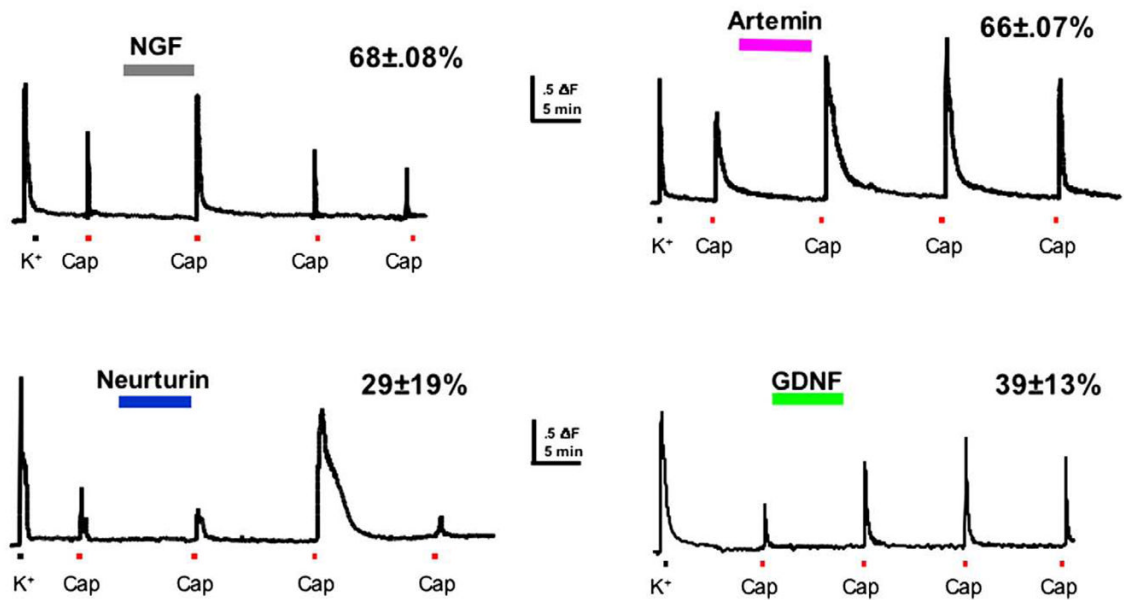 NGF
68±.08%
K⁺ Cap Cap Cap Cap
.5 ΔF
5 min
Artemin
66±.07%
K⁺ Cap Cap Cap Cap
Neurturin
29±19%
K⁺ Cap Cap Cap Cap
.5 ΔF
5 min
GDNF
39±13%
K⁺ Cap Cap Cap Cap